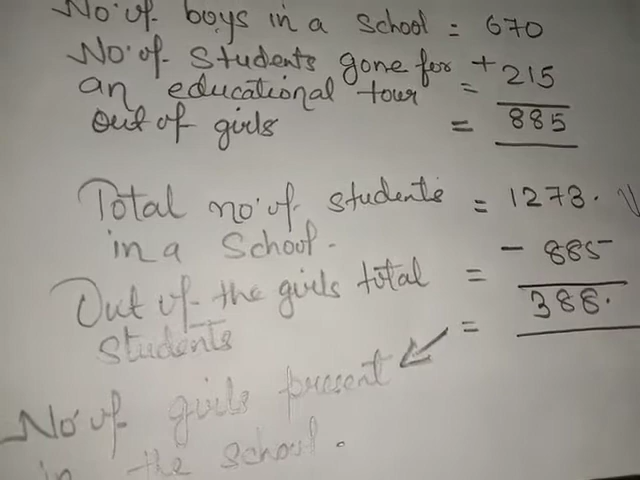 No. of. boys in a school = 670
No. of. students gone for + 215
an educational tour =
out of girls = 885
Total no. of. students = 1273.
in a School. - 885
Out of the girls total =
students = 388.
No. of. girls present
in the school.